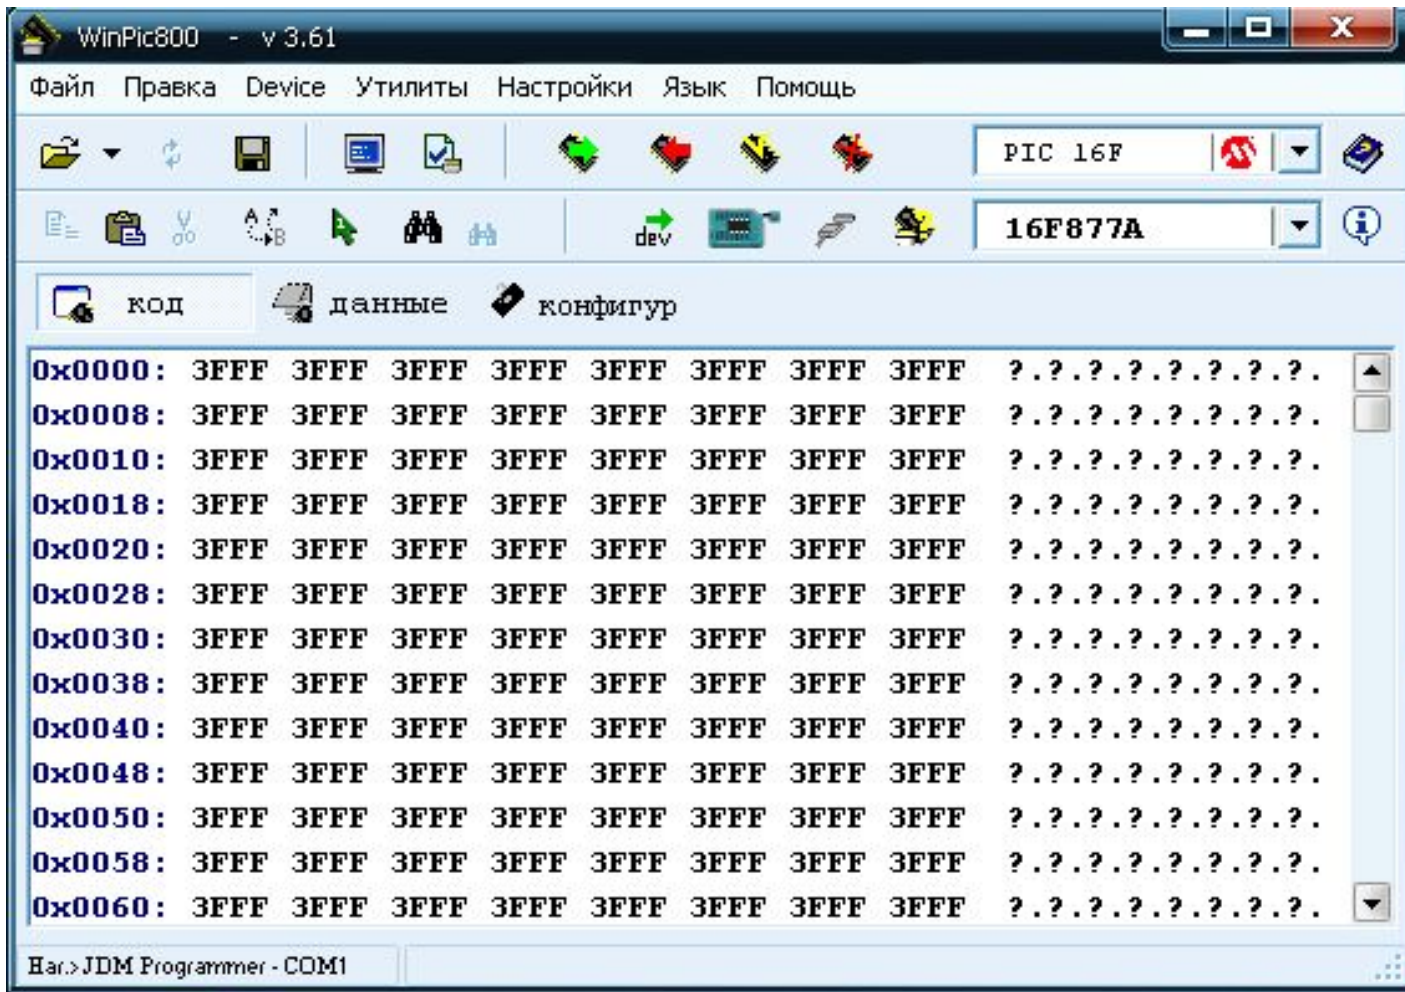 WinPic800 - v 3.61
Файл Правка Device Утилиты Настройки Язык Помощь
PIC 16F
A B dev 16F877A
код данные конфигур
0x0000: 3FFF 3FFF 3FFF 3FFF 3FFF 3FFF 3FFF 3FFF ?.?.?.?.?.?.?.?.
0x0008: 3FFF 3FFF 3FFF 3FFF 3FFF 3FFF 3FFF 3FFF ?.?.?.?.?.?.?.?.
0x0010: 3FFF 3FFF 3FFF 3FFF 3FFF 3FFF 3FFF 3FFF ?.?.?.?.?.?.?.?.
0x0018: 3FFF 3FFF 3FFF 3FFF 3FFF 3FFF 3FFF 3FFF ?.?.?.?.?.?.?.?.
0x0020: 3FFF 3FFF 3FFF 3FFF 3FFF 3FFF 3FFF 3FFF ?.?.?.?.?.?.?.?.
0x0028: 3FFF 3FFF 3FFF 3FFF 3FFF 3FFF 3FFF 3FFF ?.?.?.?.?.?.?.?.
0x0030: 3FFF 3FFF 3FFF 3FFF 3FFF 3FFF 3FFF 3FFF ?.?.?.?.?.?.?.?.
0x0038: 3FFF 3FFF 3FFF 3FFF 3FFF 3FFF 3FFF 3FFF ?.?.?.?.?.?.?.?.
0x0040: 3FFF 3FFF 3FFF 3FFF 3FFF 3FFF 3FFF 3FFF ?.?.?.?.?.?.?.?.
0x0048: 3FFF 3FFF 3FFF 3FFF 3FFF 3FFF 3FFF 3FFF ?.?.?.?.?.?.?.?.
0x0050: 3FFF 3FFF 3FFF 3FFF 3FFF 3FFF 3FFF 3FFF ?.?.?.?.?.?.?.?.
0x0058: 3FFF 3FFF 3FFF 3FFF 3FFF 3FFF 3FFF 3FFF ?.?.?.?.?.?.?.?.
0x0060: 3FFF 3FFF 3FFF 3FFF 3FFF 3FFF 3FFF 3FFF ?.?.?.?.?.?.?.?.
Наг.>JDM Programmer - COM1